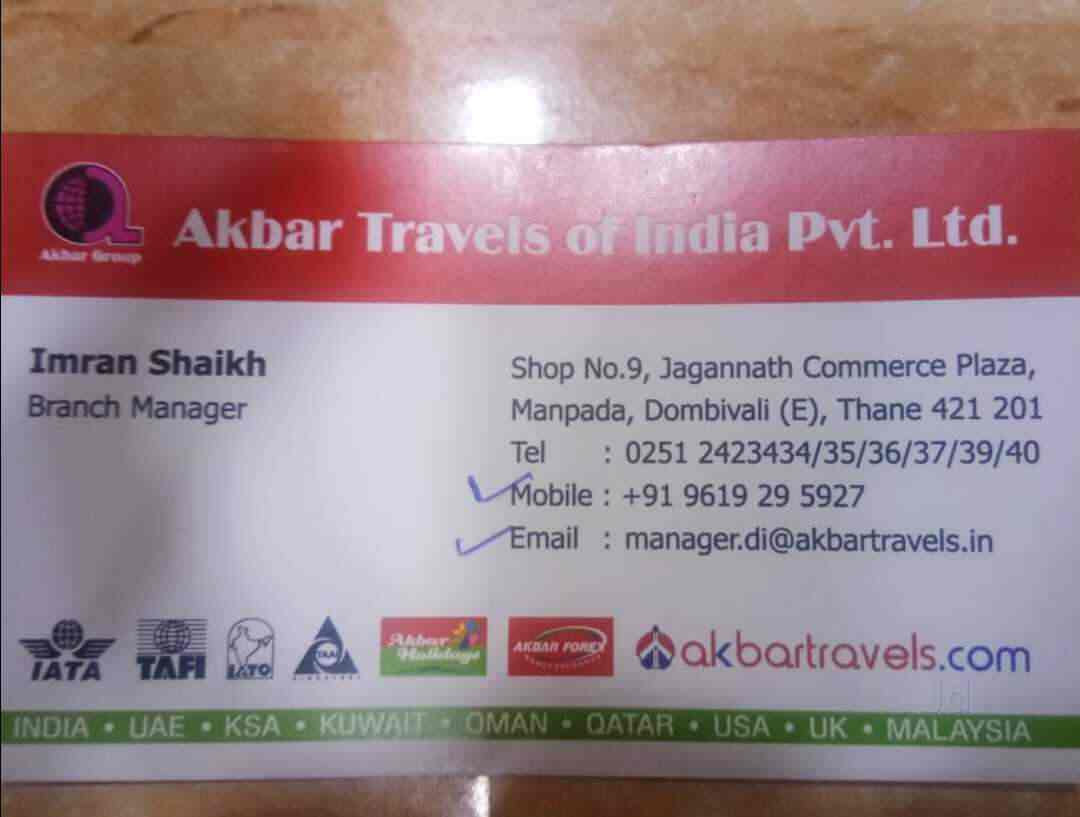 Akbar Travels of India Pvt. Ltd.
Akbar Group
Imran Shaikh
Branch Manager
Shop No.9, Jagannath Commerce Plaza,
Manpada, Dombivali (E), Thane 421 201
Tel : 0251 2423434/35/36/37/39/40
Mobile : +91 9619 29 5927
Email : manager.di@akbartravels.in
IATA
TAFI
IATO
TAAI
Akbar
Holidays
AKBAR FOREX
akbartravels.com
Jd
INDIA • UAE • KSA • KUWAIT • OMAN • QATAR • USA • UK • MALAYSIA